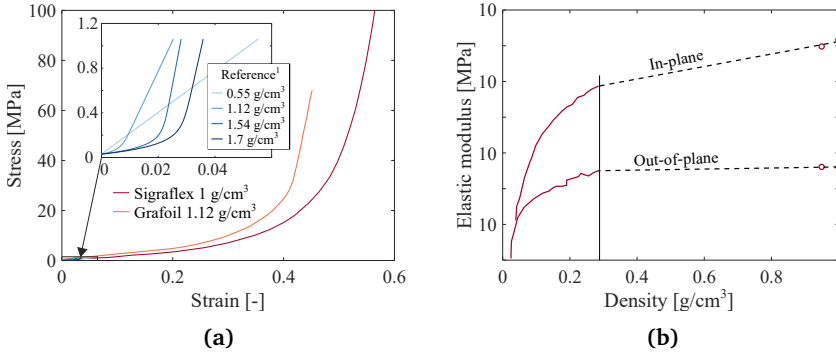 (a)
100
80
60
40
20
0
Stress [MPa]
1.2
0.8
0.4
0
0
0.02
0.04
Reference¹
0.55 g/cm³
1.12 g/cm³
1.54 g/cm³
1.7 g/cm³
Sigraflex 1 g/cm³
Grafoil 1.12 g/cm³
0
0.2
0.4
0.6
Strain [-]
(a)
10
10
10
10
Elastic modulus [MPa]
In-plane
Out-of-plane
0
0.2
0.4
0.6
0.8
Density [g/cm³]
(b)